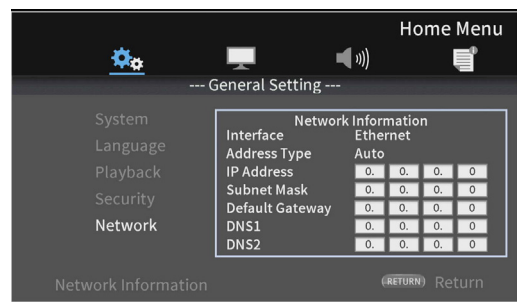 Home Menu
--- General Setting ---
System
Language
Playback
Security
Network
Network Information
Interface Ethernet
Address Type Auto
IP Address 0. 0. 0. 0
Subnet Mask 0. 0. 0. 0
Default Gateway 0. 0. 0. 0
DNS1 0. 0. 0. 0
DNS2 0. 0. 0. 0
Network Information
RETURN Return